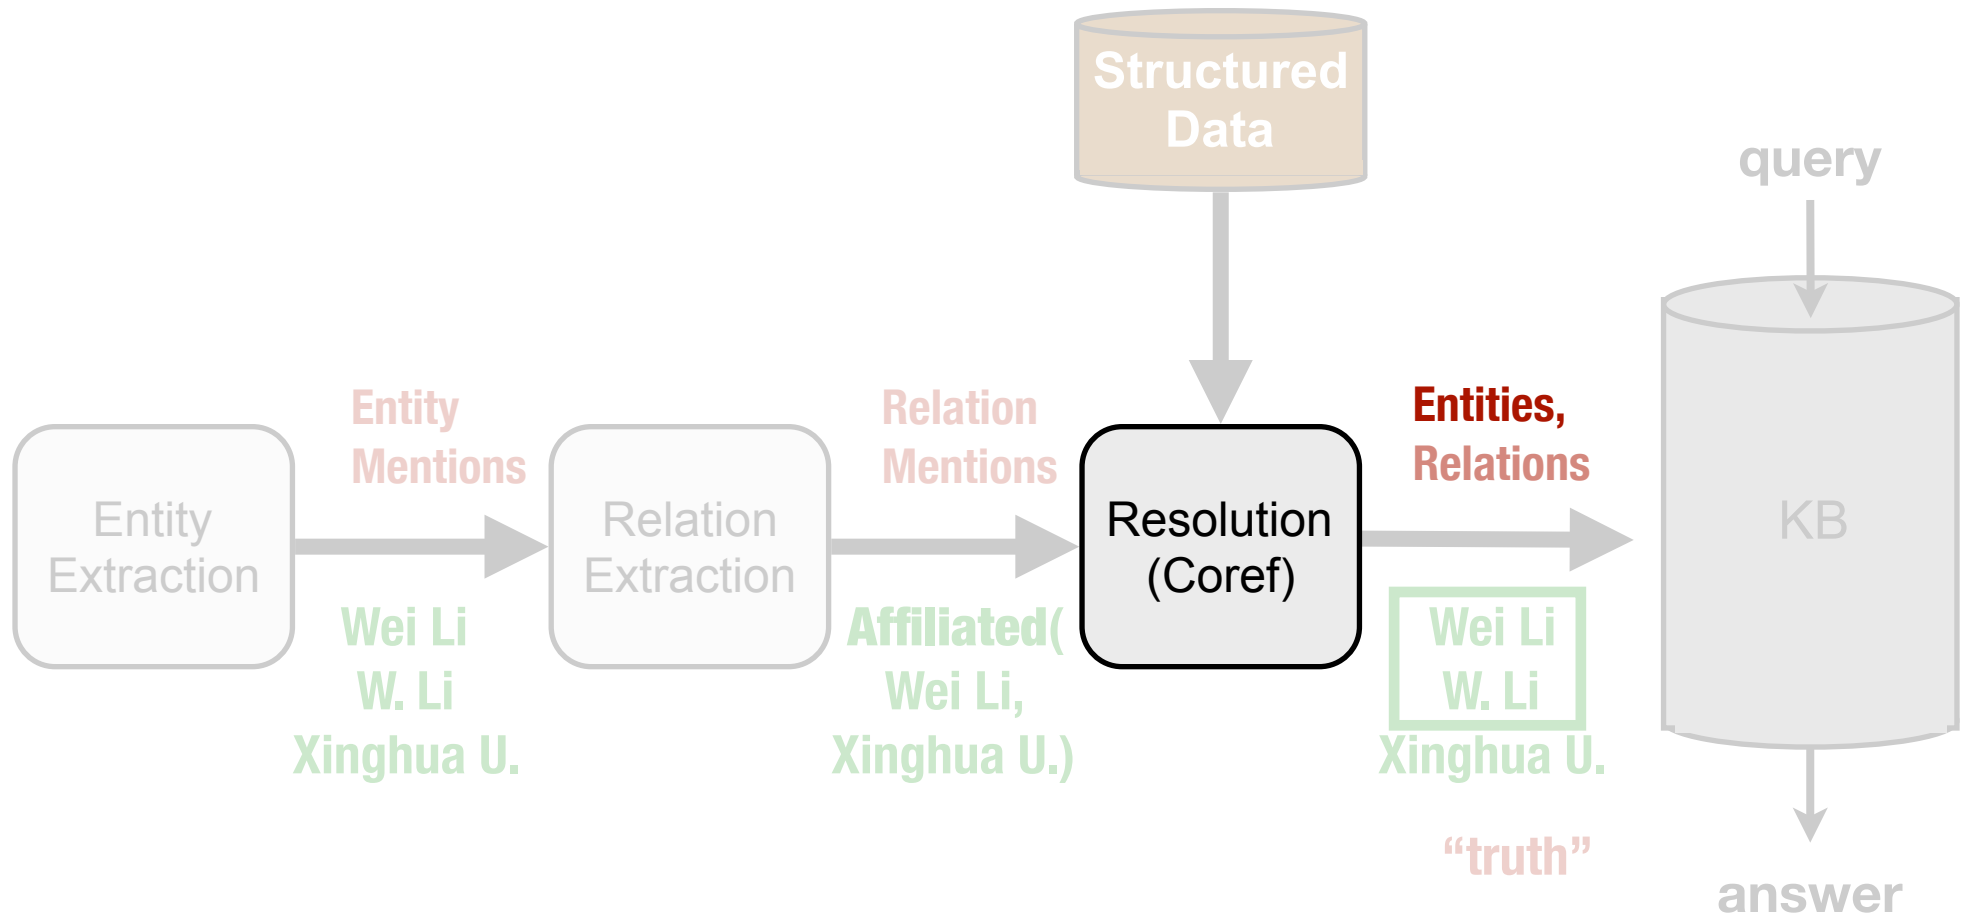 Structured
Data
query
Entity
Mentions
Relation
Mentions
Entities,
Relations
Entity
Extraction
Relation
Extraction
Resolution
(Coref)
KB
Wei Li
W. Li
Xinghua U.
Affiliated(
Wei Li,
Xinghua U.)
Wei Li
W. Li
Xinghua U.
“truth”
answer